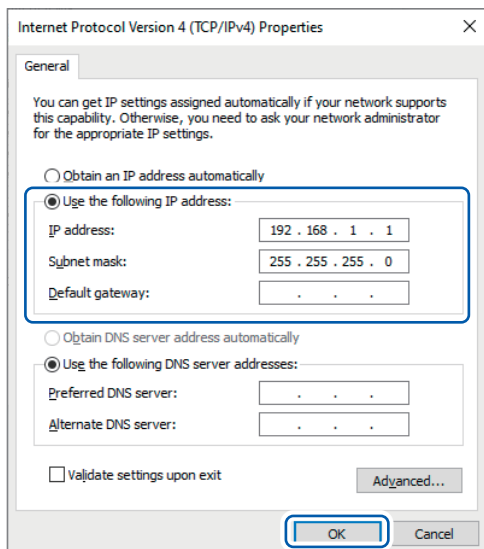 Internet Protocol Version 4 (TCP/IPv4) Properties
General
You can get IP settings assigned automatically if your network supports
this capability. Otherwise, you need to ask your network administrator
for the appropriate IP settings.
Obtain an IP address automatically
Use the following IP address:
IP address: 192 . 168 . 1 . 1
Subnet mask: 255 . 255 . 255 . 0
Default gateway: . . .
Obtain DNS server address automatically
Use the following DNS server addresses:
Preferred DNS server: . . .
Alternate DNS server: . . .
Validate settings upon exit
Advanced...
OK Cancel